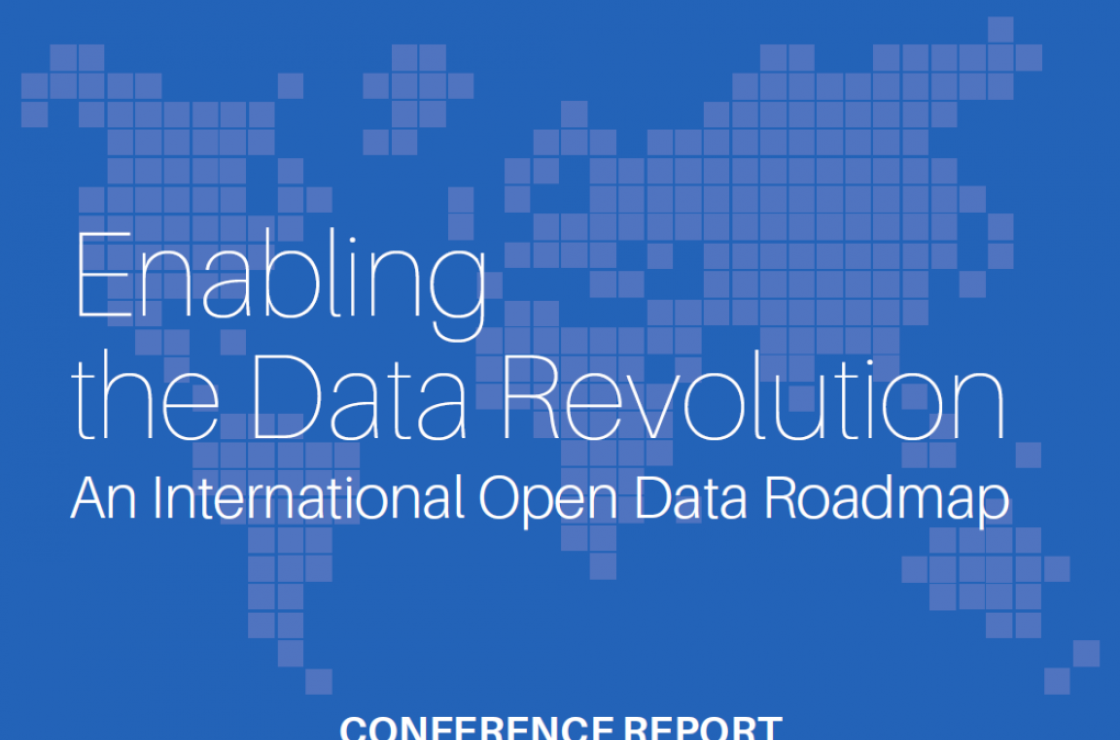 Enabling
the Data Revolution
An International Open Data Roadmap
CONFERENCE REPORT